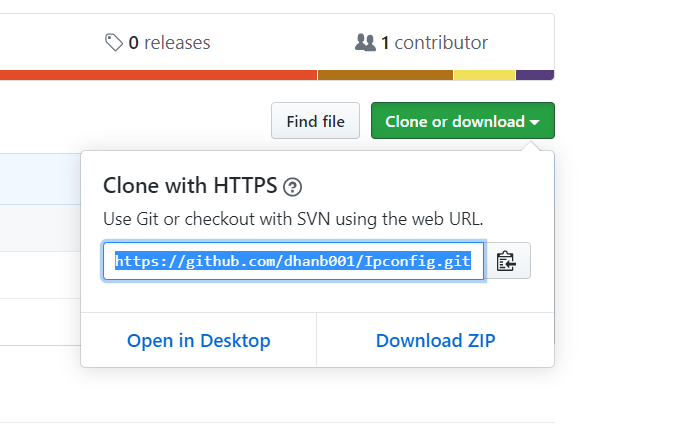 0 releases
1 contributor
Find file
Clone or download
Clone with HTTPS
Use Git or checkout with SVN using the web URL.
https://github.com/dhanb001/Ipconfig.git
Open in Desktop
Download ZIP